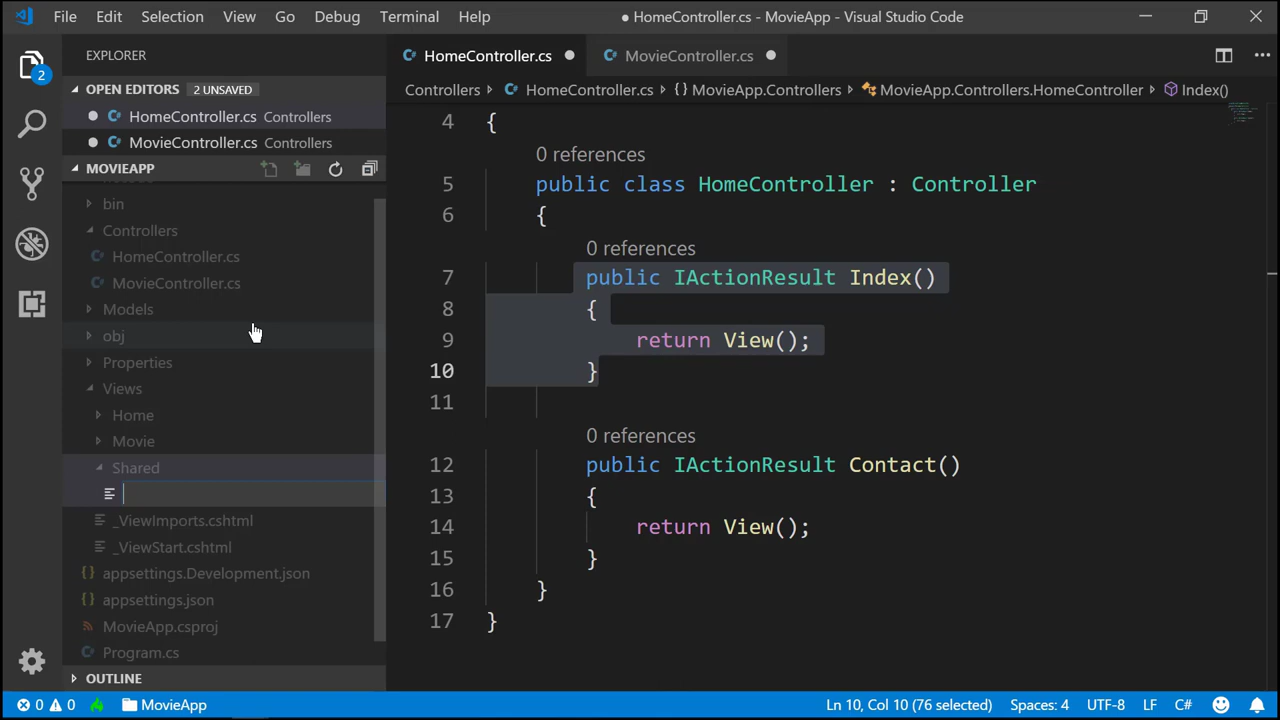 File Edit Selection View Go Debug Terminal Help ● HomeController.cs - MovieApp - Visual Studio Code
EXPLORER
2
OPEN EDITORS 2 UNSAVED
HomeController.cs Controllers
MovieController.cs Controllers
MOVIEAPP
bin
Controllers
HomeController.cs
MovieController.cs
Models
obj
Properties
Views
Home
Movie
Shared
_ViewImports.cshtml
_ViewStart.cshtml
appsettings.Development.json
appsettings.json
MovieApp.csproj
Program.cs
OUTLINE
HomeController.cs MovieController.cs
Controllers HomeController.cs {} MovieApp.Controllers MovieApp.Controllers.HomeController Index()
4 {
0 references
5 public class HomeController : Controller
6 {
0 references
7 public IActionResult Index()
8 {
9 return View();
10 }
11
0 references
12 public IActionResult Contact()
13 {
14 return View();
15 }
16 }
17 }
0 0 MovieApp Ln 10, Col 10 (76 selected) Spaces: 4 UTF-8 LF C#